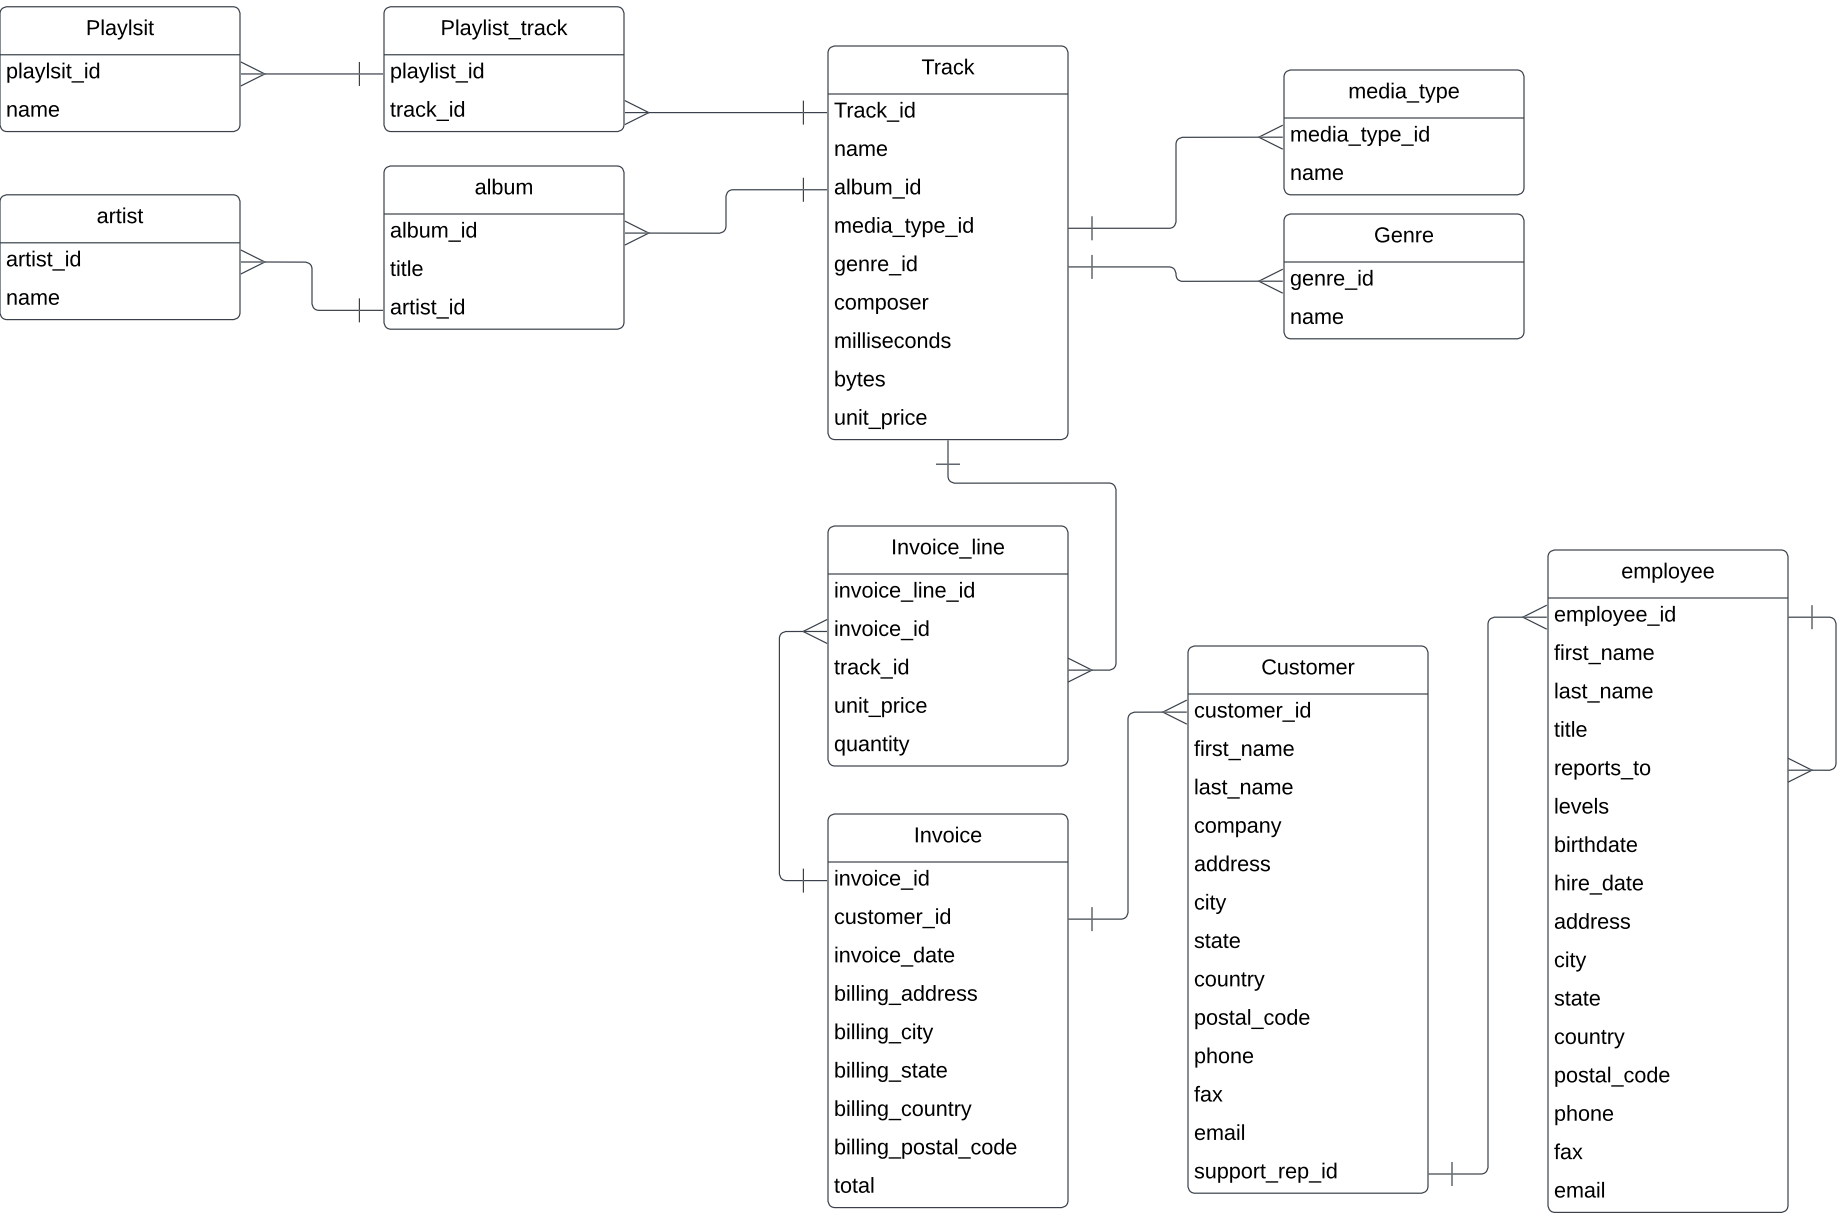 Playlsit
playlsit_id
name
Playlist_track
playlist_id
track_id
Track
Track_id
name
album_id
media_type_id
genre_id
composer
milliseconds
bytes
unit_price
media_type
media_type_id
name
artist
artist_id
name
album
album_id
title
artist_id
Genre
genre_id
name
Invoice_line
invoice_line_id
invoice_id
track_id
unit_price
quantity
Invoice
invoice_id
customer_id
invoice_date
billing_address
billing_city
billing_state
billing_country
billing_postal_code
total
Customer
customer_id
first_name
last_name
company
address
city
state
country
postal_code
phone
fax
email
support_rep_id
employee
employee_id
first_name
last_name
title
reports_to
levels
birthdate
hire_date
address
city
state
country
postal_code
phone
fax
email